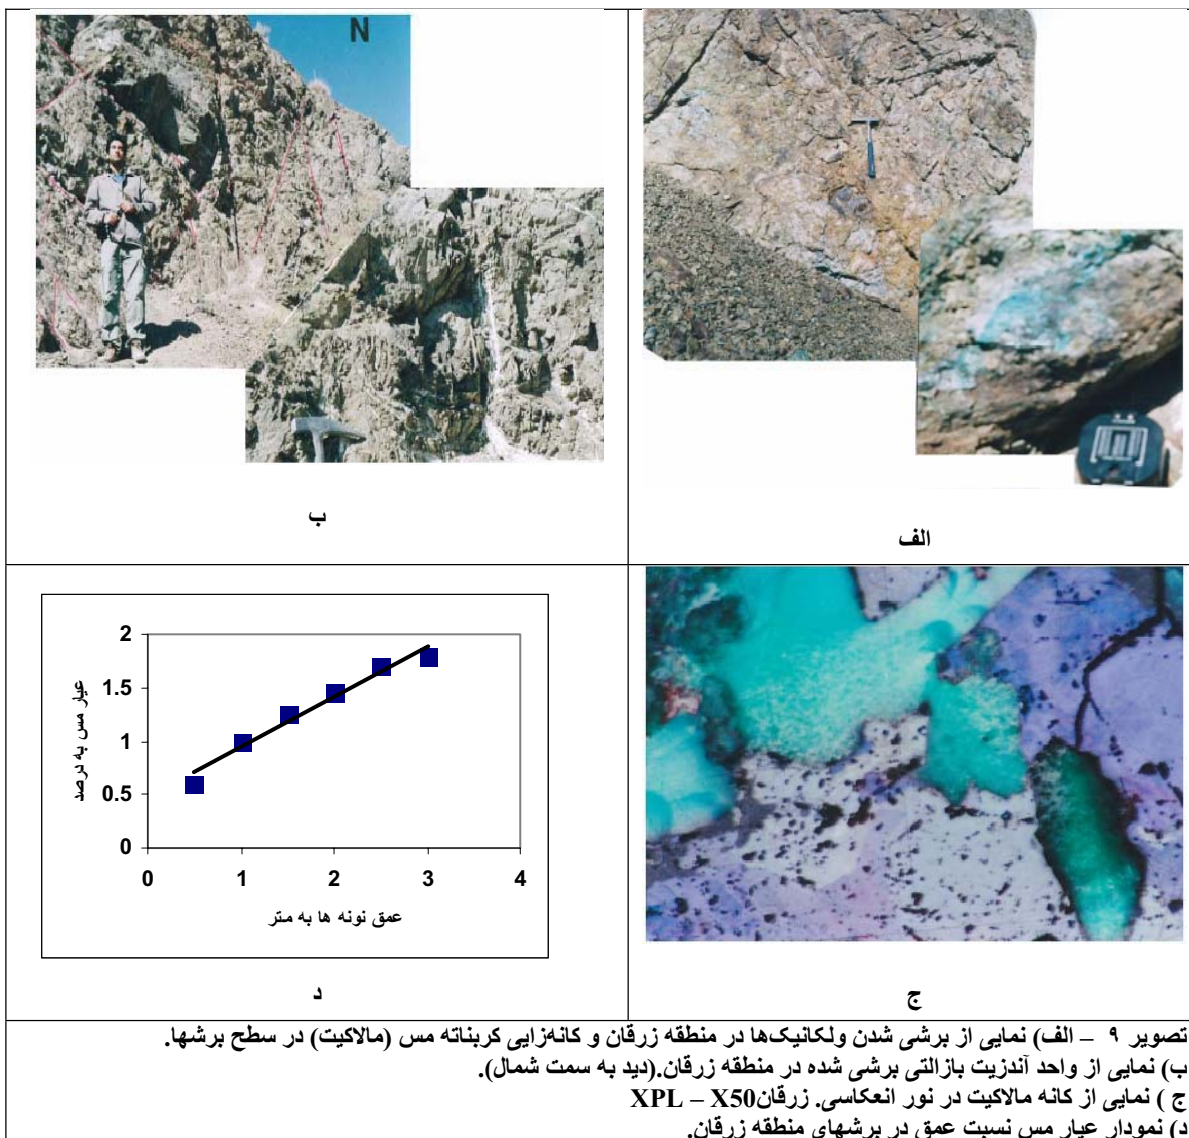 N
الف
ب
2
1.5
1
0.5
0
0 1 2 3 4
عیار مس به درصد
عمق نونه ها به متر
ج
د
تصویر ۹ – الف) نمایی از برشی شدن ولکانیک‌ها در منطقه زرقان و کانه‌زایی کربناته مس (مالاکیت) در سطح برشها.
ب) نمایی از واحد آندزیت بازالتی برشی شده در منطقه زرقان.(دید به سمت شمال).
ج ) نمایی از کانه مالاکیت در نور انعکاسی. زرقان XPL – X50
د) نمودار عیار مس نسبت عمق در برشهای منطقه زرقان.